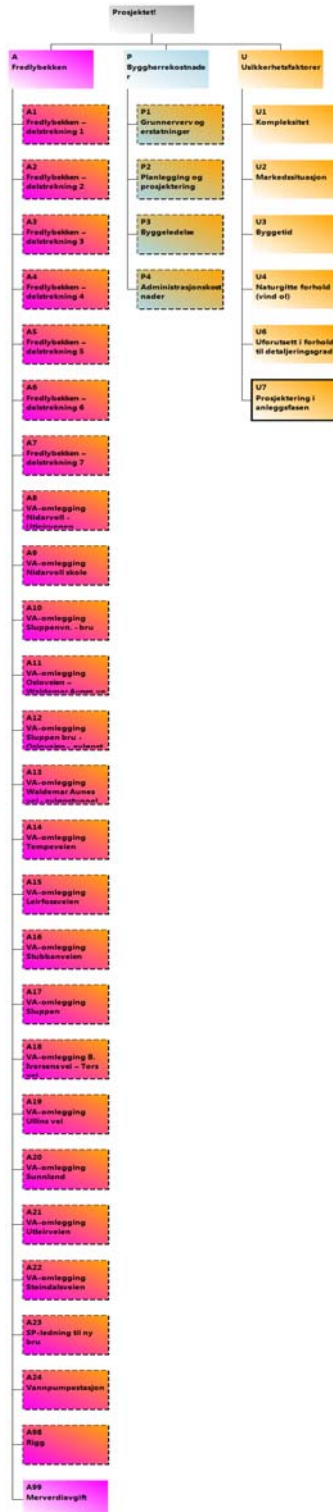 Prosjektet!
A
Fredlybekken
A1
Fredlybekken –
delstrekning 1
A2
Fredlybekken –
delstrekning 2
A3
Fredlybekken –
delstrekning 3
A4
Fredlybekken –
delstrekning 4
A5
Fredlybekken –
delstrekning 5
A6
Fredlybekken –
delstrekning 6
A7
Fredlybekken –
delstrekning 7
A8
VA-omlegging
Nidarvoll -
A9
VA-omlegging
Nidarvoll skole
A10
VA-omlegging
Sluppenvn. - bru
A11
VA-omlegging
Osloveien –
Waldemar Aunes
A12
VA-omlegging
Sluppen bru -
Osloveien -
A13
VA-omlegging
Waldemar Aunes
A14
VA-omlegging
Tempeveien
A15
VA-omlegging
Leirfossveien
A16
VA-omlegging
Stubbanveien
A17
VA-omlegging
Sluppen
A18
VA-omlegging B.
Iversens vei – Tors
vei
A19
VA-omlegging
Ullins vei
A20
VA-omlegging
Sunnland
A21
VA-omlegging
Utleirveien
A22
VA-omlegging
Steindalsveien
A23
SP-ledning til ny
bru
A24
Vannpumpestasjon
A98
Rigg
A99
Merverdiavgift
P
Byggherrekostnade
r
P1
Grunnerverv og
erstatninger
P2
Planlegging og
prosjektering
P3
Byggeledelse
P4
Administrasjonskost
nader
U
Usikkerhetsfaktorer
U1
Kompleksitet
U2
Markedssituasjon
U3
Byggetid
U4
Naturgitte forhold
(vind ol)
U6
Uforutsett i forhold
til detaljeringsgrad
U7
Prosjektering i
anleggsfasen